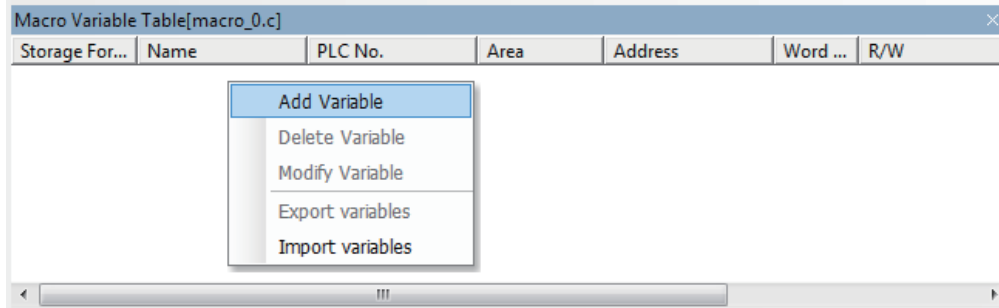 Macro Variable Table[macro_0.c]
Storage For... Name PLC No. Area Address Word ... R/W
Add Variable
Delete Variable
Modify Variable
Export variables
Import variables